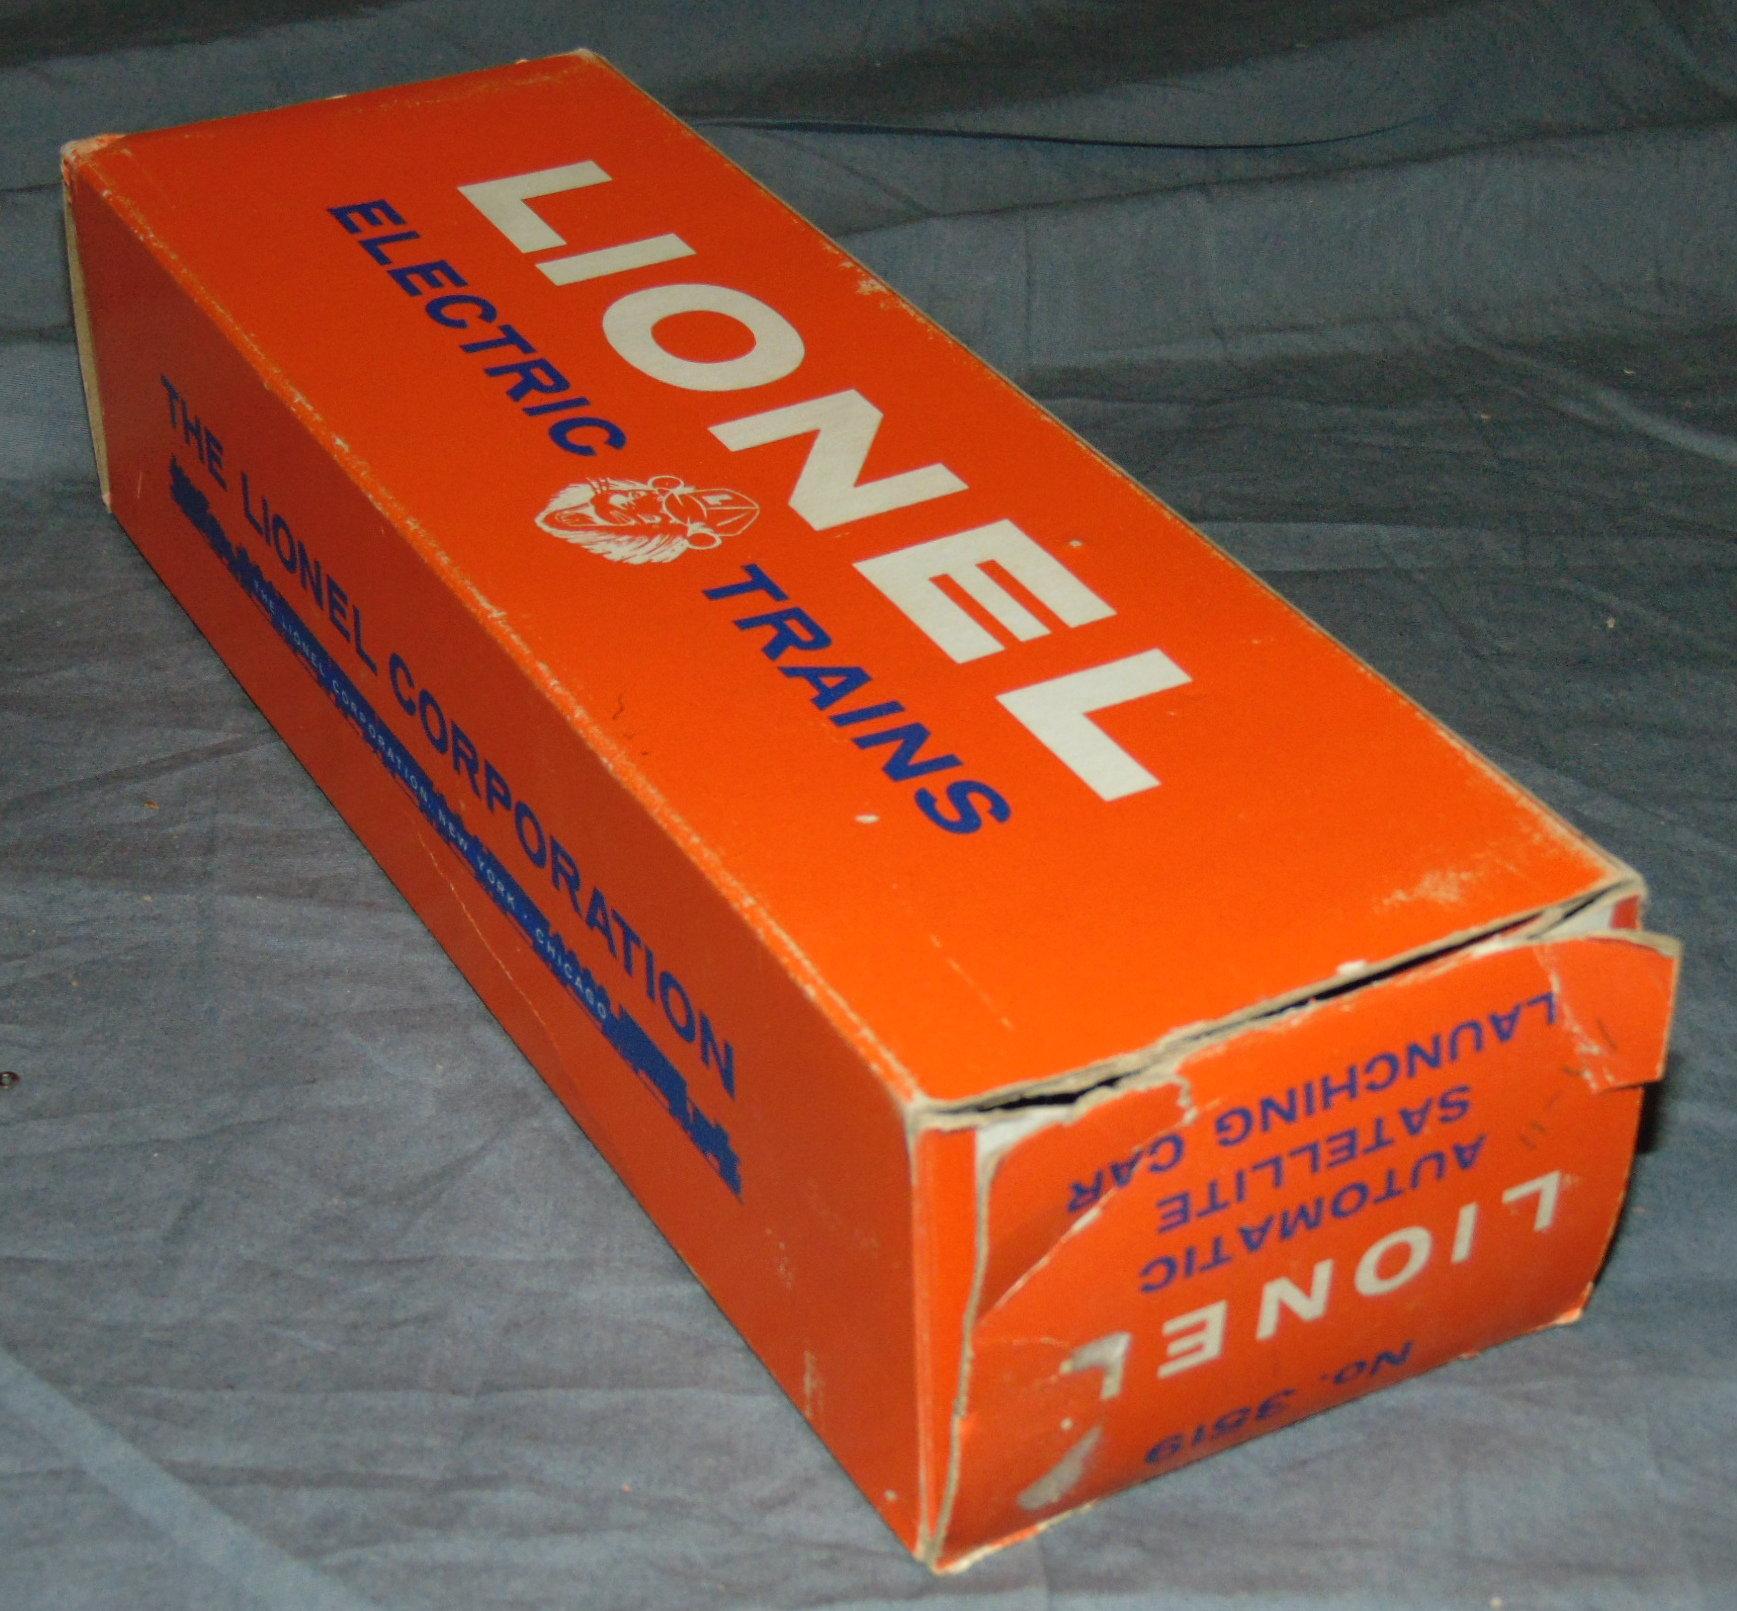 LIONEL
ELECTRIC TRAINS
L
THE LIONEL CORPORATION
THE LIONEL CORPORATION, NEW YORK · CHICAGO
No. 3519
LIONEL
AUTOMATIC
SATELLITE
LAUNCHING CAR